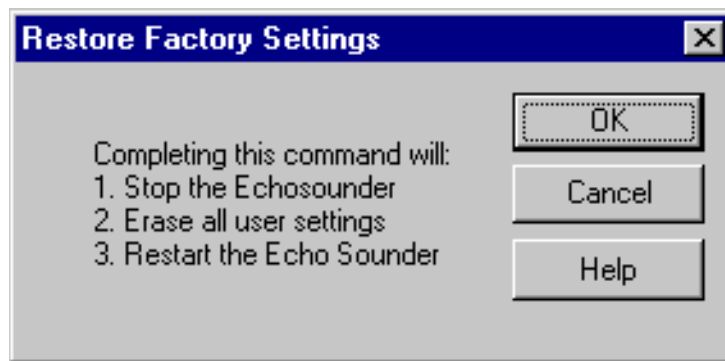 Restore Factory Settings
Completing this command will:
1. Stop the Echosounder
2. Erase all user settings
3. Restart the Echo Sounder
OK
Cancel
Help